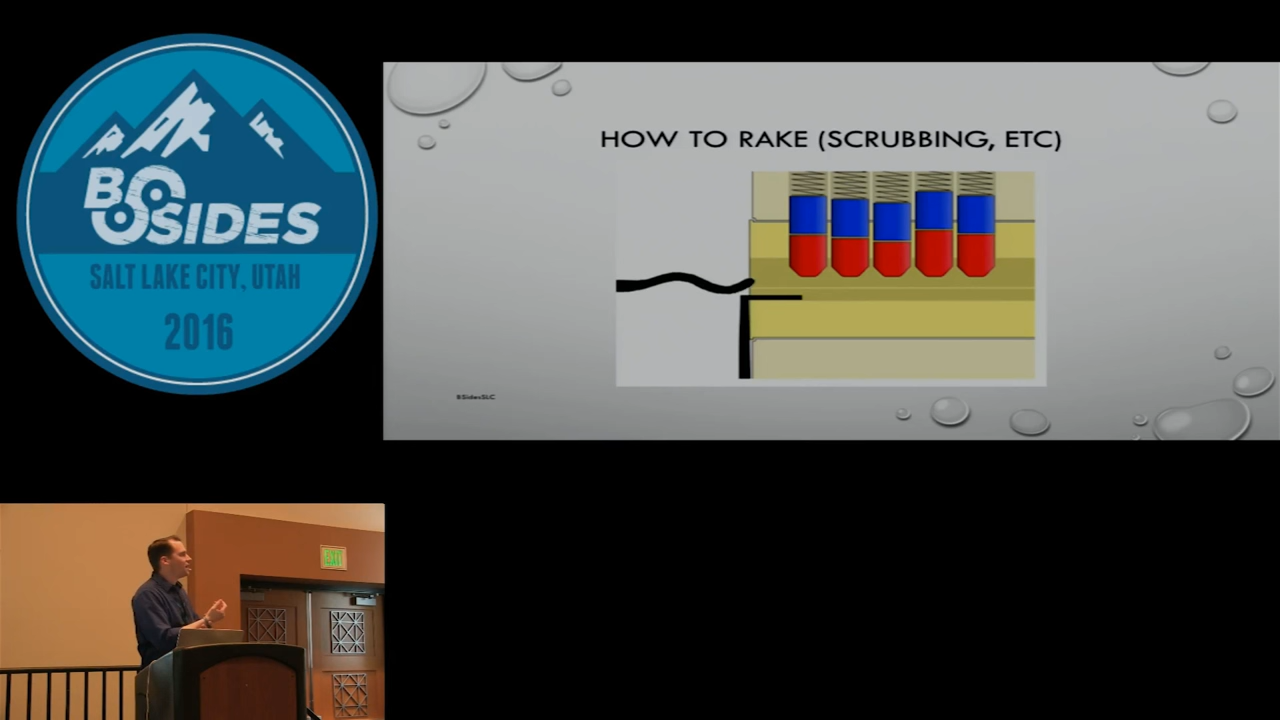 BSIDES
SALT LAKE CITY, UTAH
2016
HOW TO RAKE (SCRUBBING, ETC)
BSidesSLC
EXIT